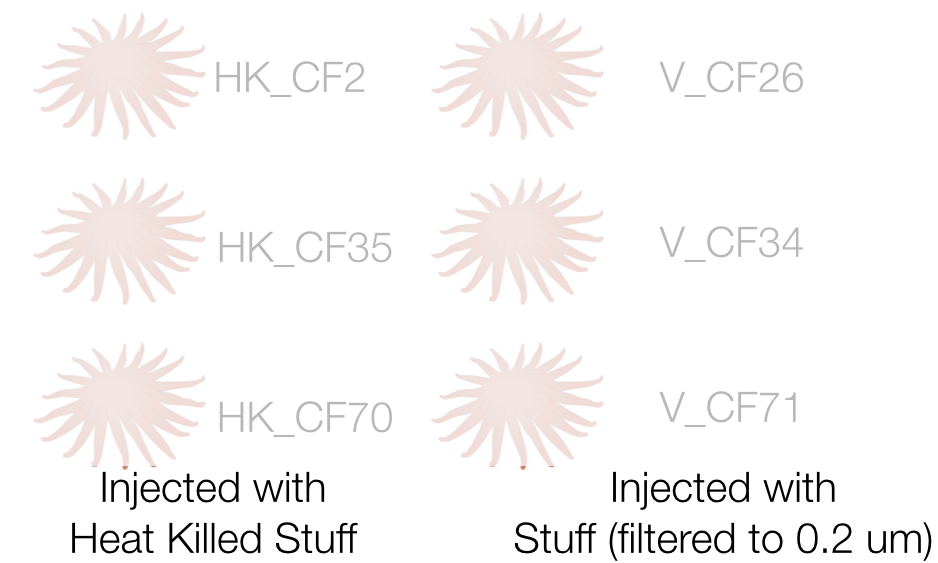 HK_CF2
V_CF26
HK_CF35
V_CF34
HK_CF70
V_CF71
Injected with
Heat Killed Stuff
Injected with
Stuff (filtered to 0.2 um)